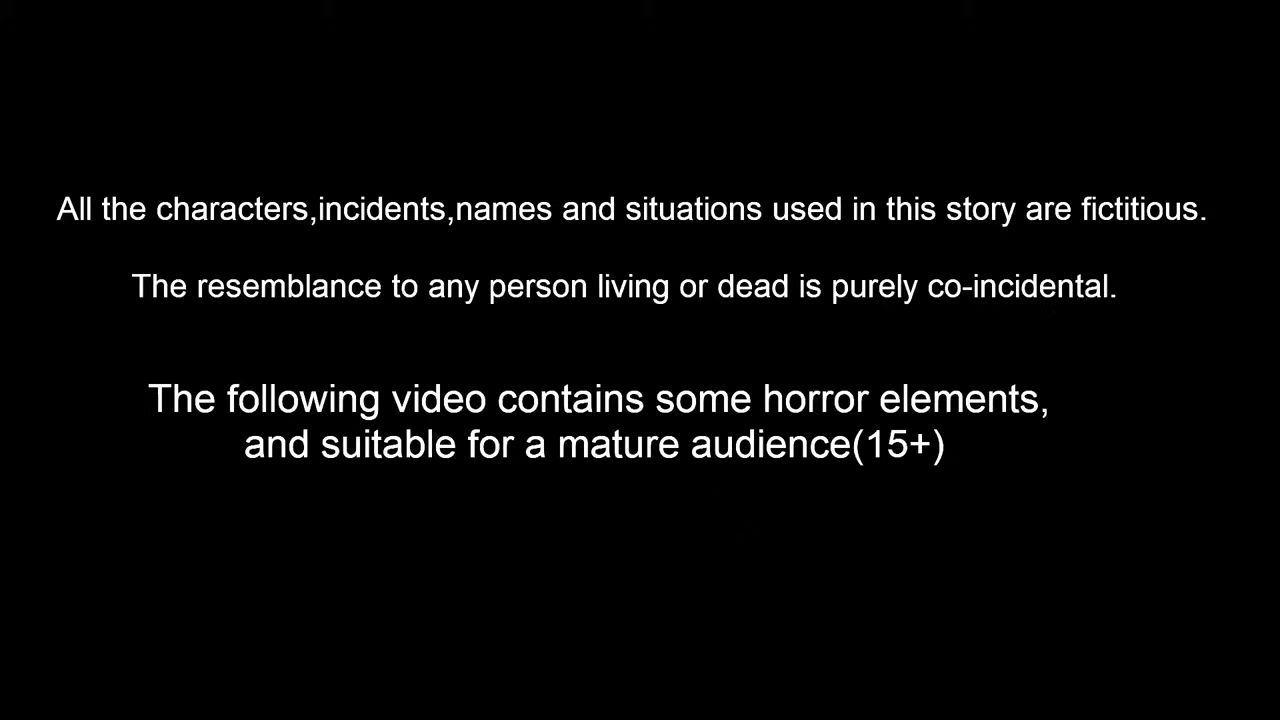 All the characters,incidents,names and situations used in this story are fictitious.
The resemblance to any person living or dead is purely co-incidental.
The following video contains some horror elements,
and suitable for a mature audience(15+)